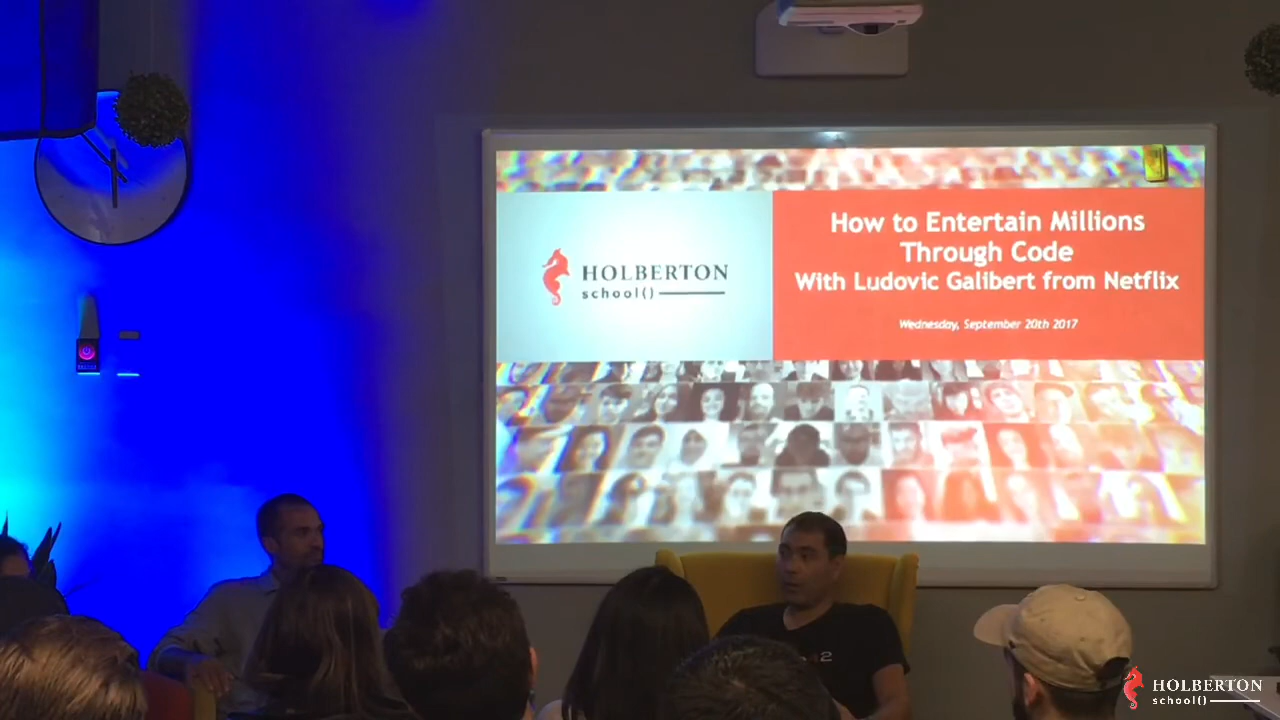 How to Entertain Millions
Through Code
With Ludovic Galibert from Netflix
Wednesday, September 20th 2017
HOLBERTON
school()
2
HOLBERTON
school()